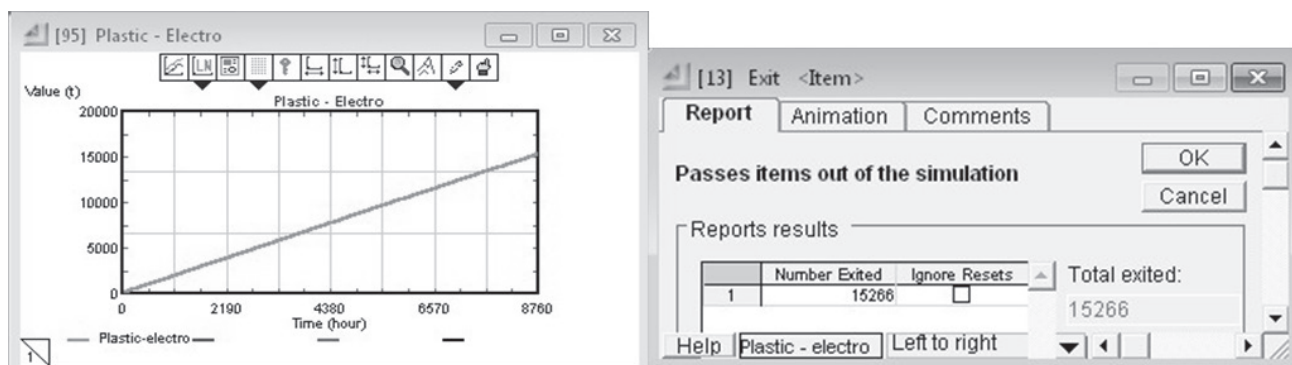 [95] Plastic - Electro
Value (t)
Plastic - Electro
20000
15000
10000
5000
0
0 2190 4380 6570 8760
Time (hour)
Plastic-electro
1
[13] Exit <Item>
Report Animation Comments
Passes items out of the simulation
OK
Cancel
Reports results
Number Exited Ignore Resets
1 15266
Total exited:
15266
Help Plastic - electro Left to right